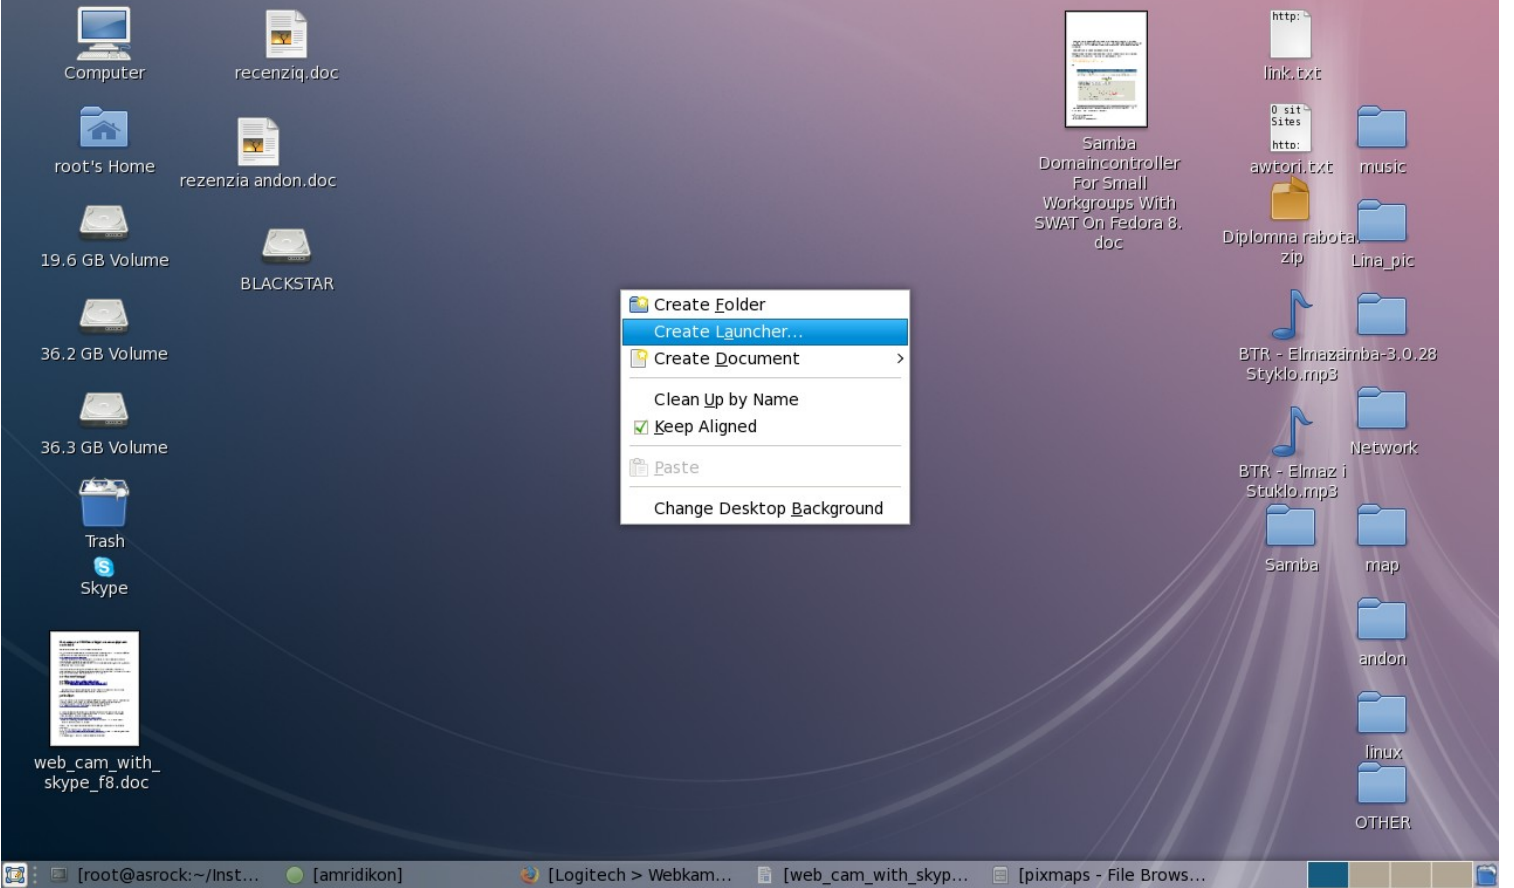 Computer
recenziq.doc
root's Home
rezenzia andon.doc
19.6 GB Volume
BLACKSTAR
36.2 GB Volume
36.3 GB Volume
Trash
Skype
web_cam_with_
skype_f8.doc
Create Folder
Create Launcher...
Create Document
Clean Up by Name
Keep Aligned
Paste
Change Desktop Background
Samba
Domaincontroller
For Small
Workgroups With
SWAT On Fedora 8.
doc
http:
link.txt
O sit
Sites
http:
awtori.txt
music
Diplomna rabota.
zip
Lina_pic
BTR - Elmaz
Styklo.mp3
amba-3.0.28
Network
BTR - Elmaz i
Stuklo.mp3
Samba
map
andon
linux
OTHER
[root@asrock:~/Inst...
[amridikon]
[Logitech > Webkam...
[web_cam_with_skyp...
[pixmaps - File Brows...